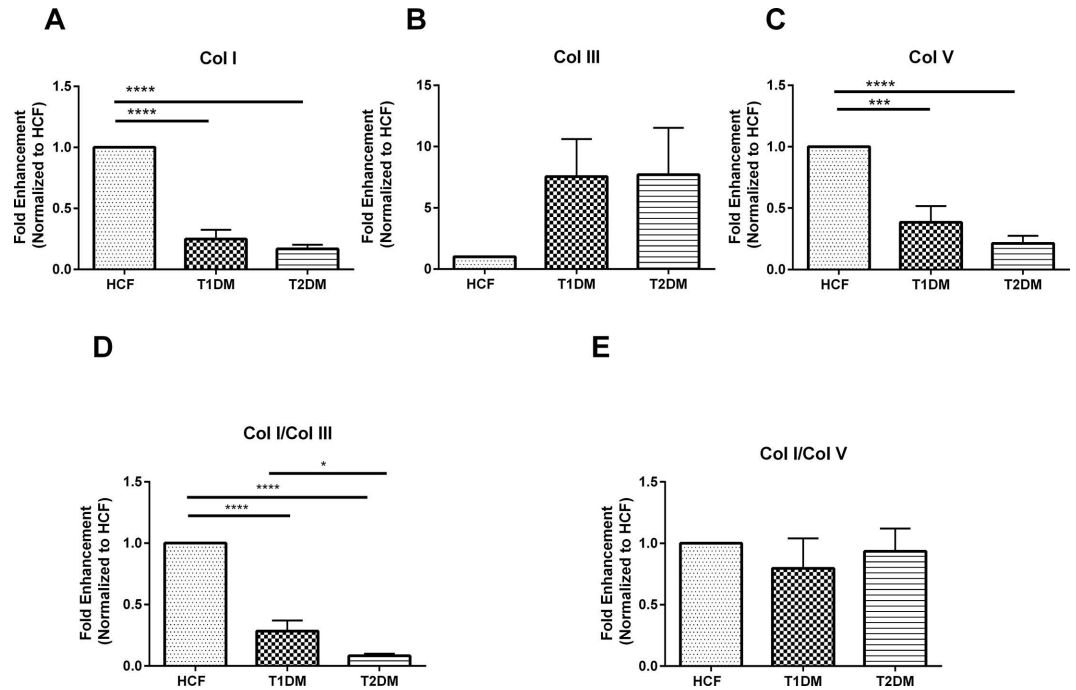 A
Col I
Fold Enhancement
(Normalized to HCF)
1.5
1.0
0.5
0.0
****
****
HCF
T1DM
T2DM
B
Col III
Fold Enhancement
(Normalized to HCF)
15
10
5
0
HCF
T1DM
T2DM
C
Col V
Fold Enhancement
(Normalized to HCF)
1.5
1.0
0.5
0.0
****
***
HCF
T1DM
T2DM
D
Col I/Col III
Fold Enhancement
(Normalized to HCF)
1.5
1.0
0.5
0.0
*
****
****
HCF
T1DM
T2DM
E
Col I/Col V
Fold Enhancement
(Normalized to HCF)
1.5
1.0
0.5
0.0
HCF
T1DM
T2DM